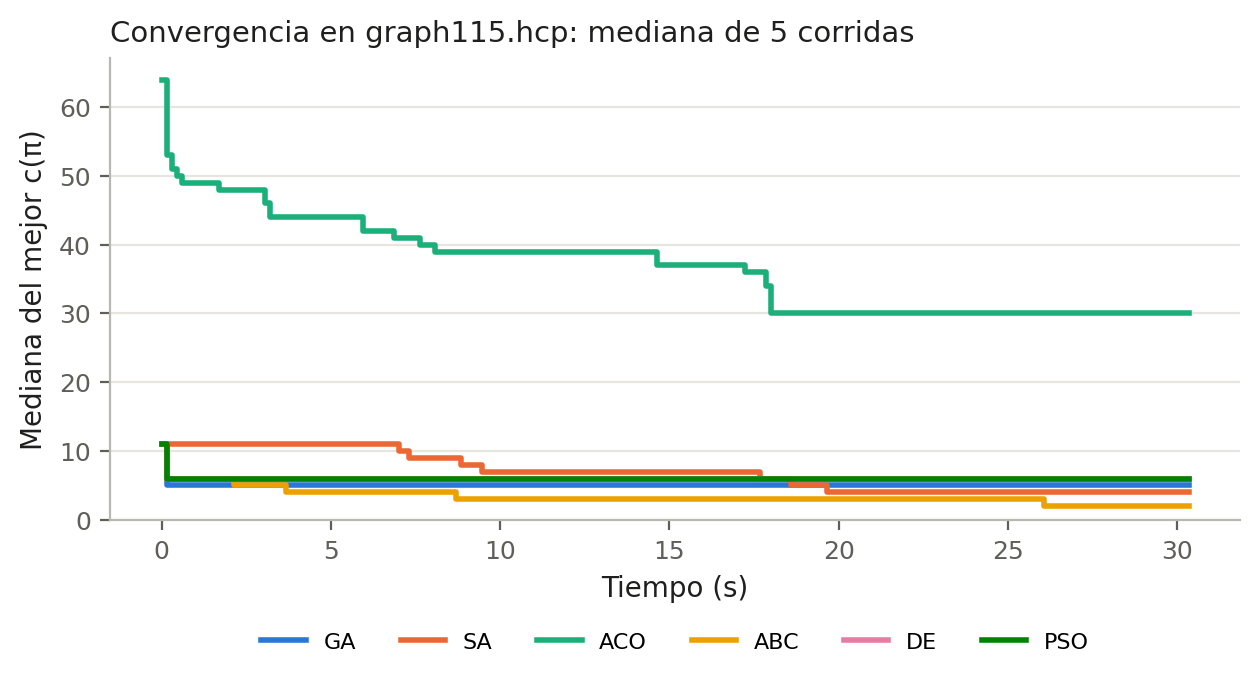 Convergencia en graph115.hcp: mediana de 5 corridas
Mediana del mejor c(π)
60
50
40
30
20
10
0
0 5 10 15 20 25 30
Tiempo (s)
GA SA ACO ABC DE PSO